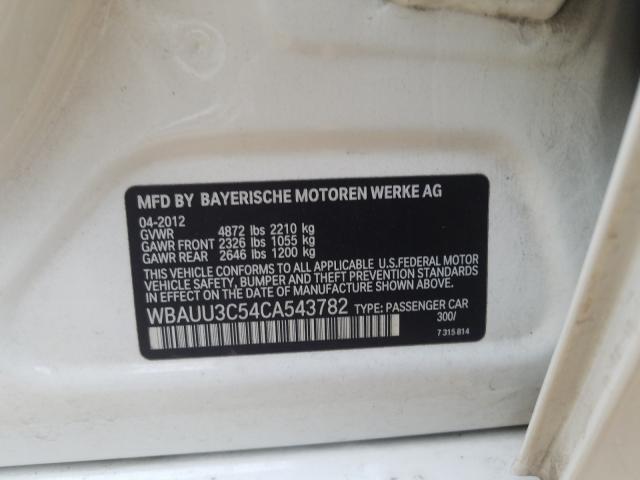 MFD BY BAYERISCHE MOTOREN WERKE AG
04-2012
GVWR 4872 lbs 2210 kg
GAWR FRONT 2326 lbs 1055 kg
GAWR REAR 2646 lbs 1200 kg
THIS VEHICLE CONFORMS TO ALL APPLICABLE U.S.FEDERAL MOTOR
VEHICLE SAFETY, BUMPER AND THEFT PREVENTION STANDARDS
IN EFFECT ON THE DATE OF MANUFACTURE SHOWN ABOVE.
WBAUU3C54CA543782 TYPE: PASSENGER CAR
300/
7 315 814